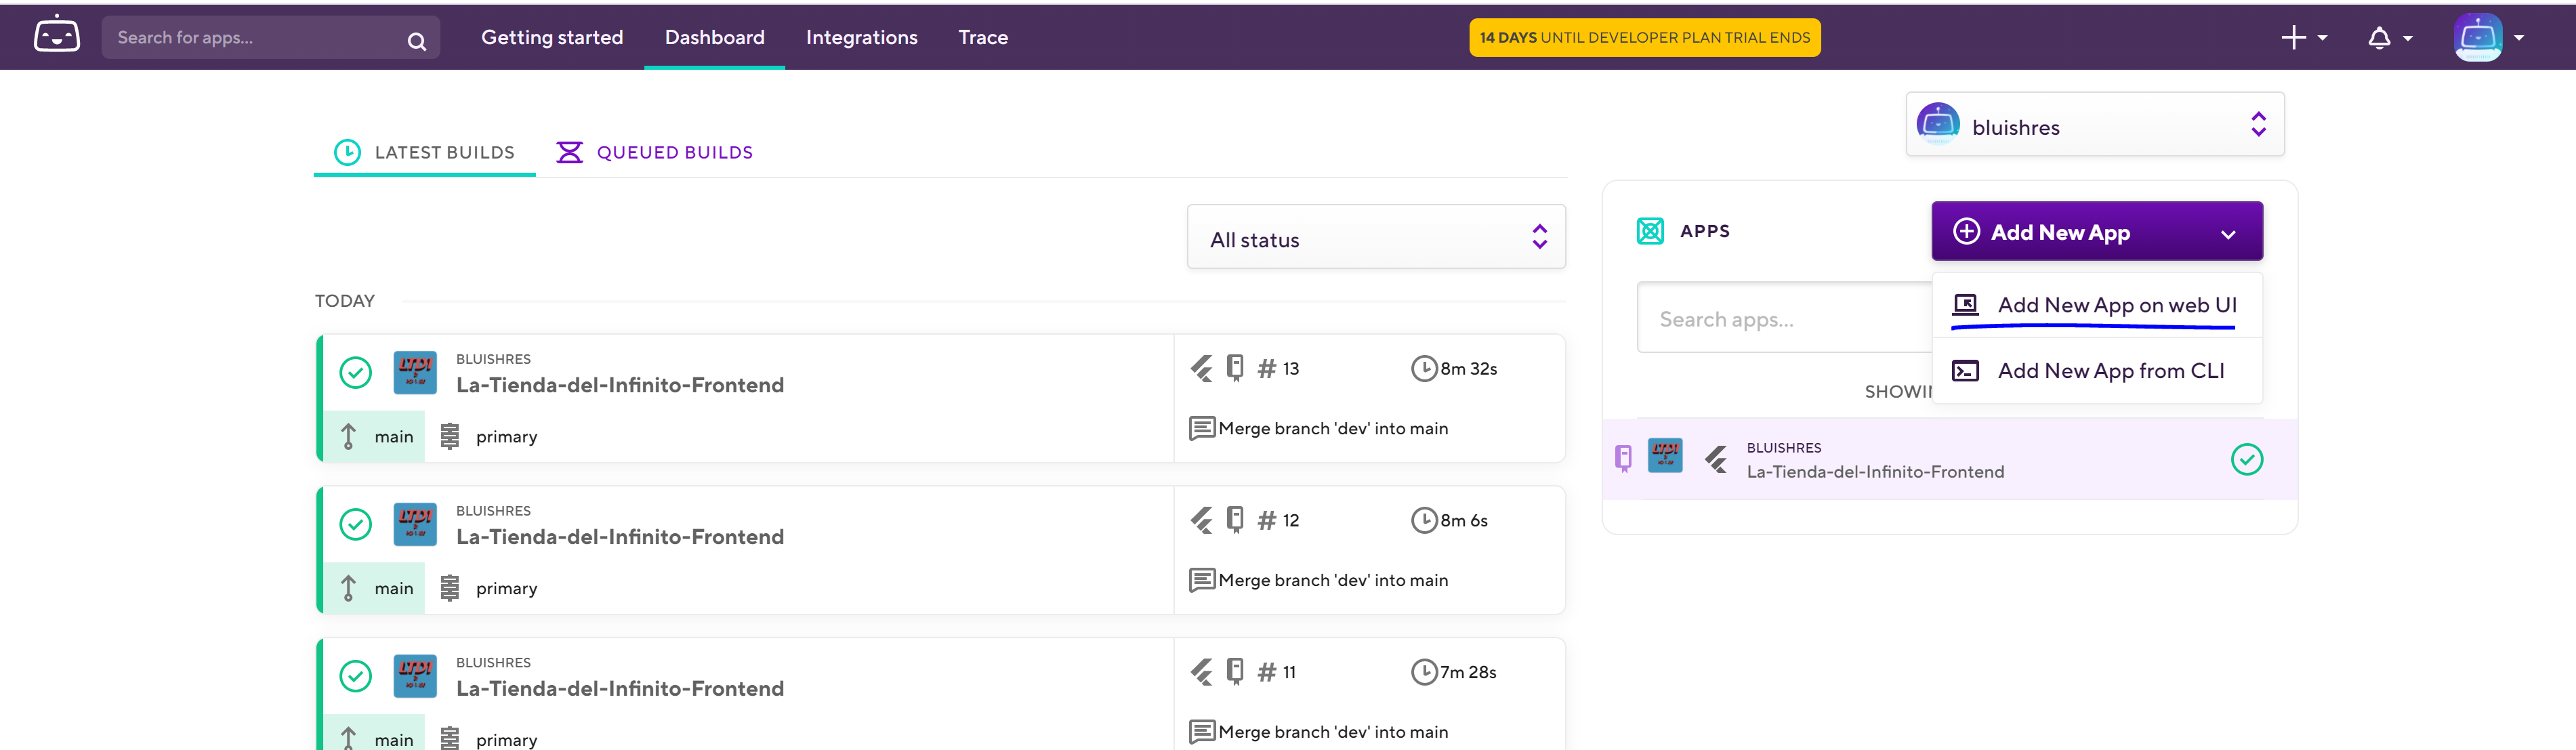 Search for apps...
Getting started
Dashboard
Integrations
Trace
14 DAYS UNTIL DEVELOPER PLAN TRIAL ENDS
bluishres
LATEST BUILDS
QUEUED BUILDS
All status
TODAY
BLUISHRES
La-Tienda-del-Infinito-Frontend
main
primary
# 13
8m 32s
Merge branch 'dev' into main
BLUISHRES
La-Tienda-del-Infinito-Frontend
main
primary
# 12
8m 6s
Merge branch 'dev' into main
BLUISHRES
La-Tienda-del-Infinito-Frontend
main
primary
# 11
7m 28s
Merge branch 'dev' into main
APPS
Add New App
Add New App on web UI
Add New App from CLI
Search apps...
BLUISHRES
La-Tienda-del-Infinito-Frontend